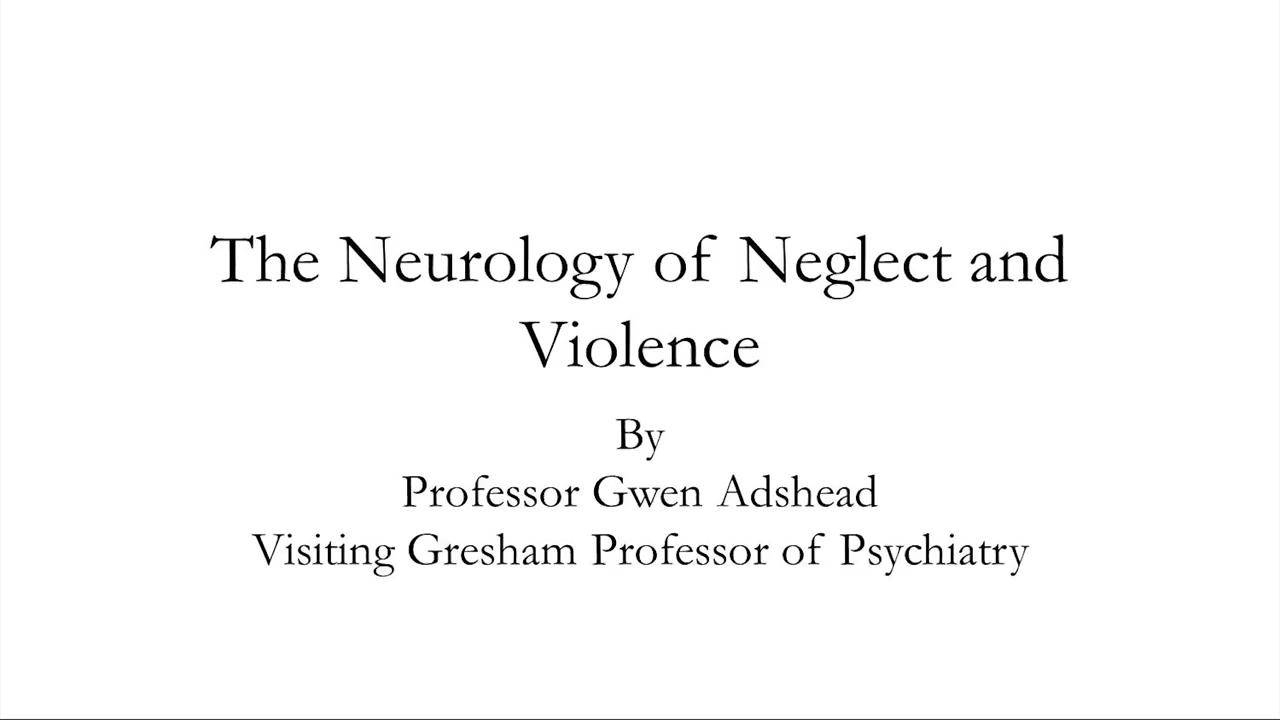 The Neurology of Neglect and
Violence
By
Professor Gwen Adshead
Visiting Gresham Professor of Psychiatry